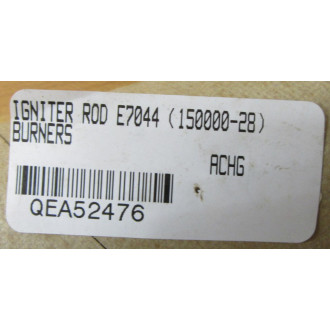 IGNITER ROD E7044 (150000-28)
BURNERS
ACHG
QEA52476